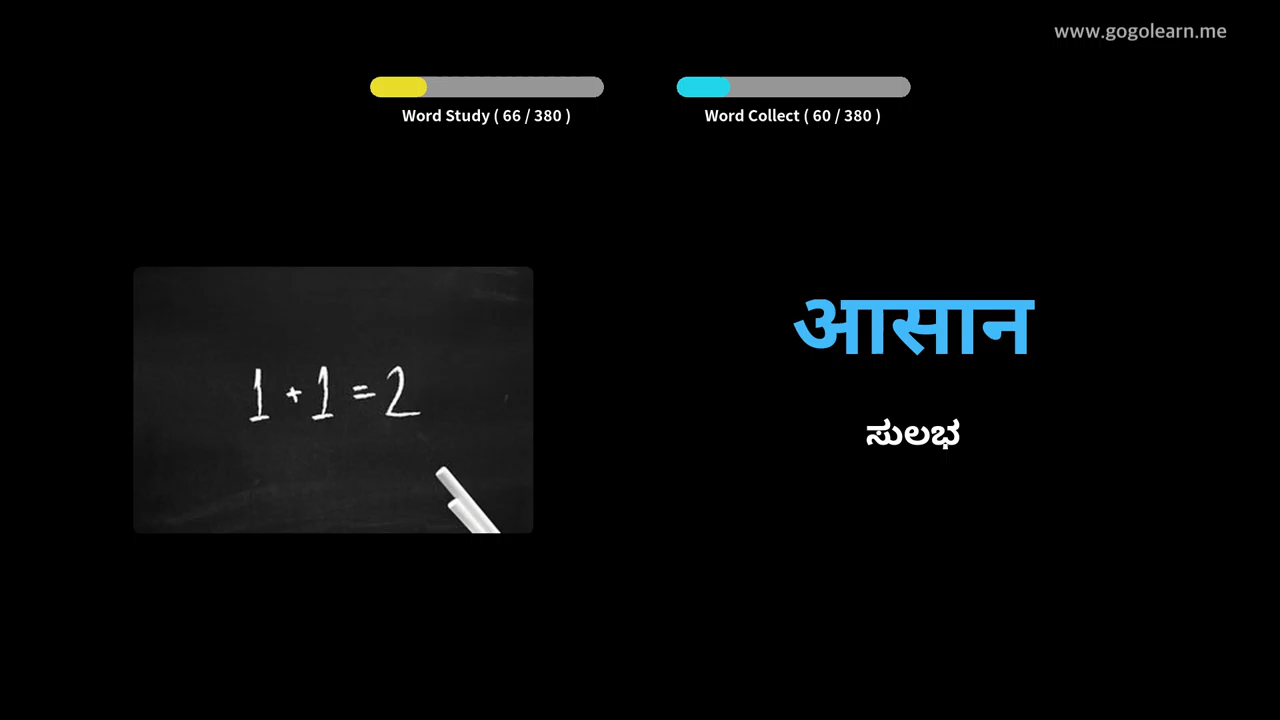 www.gogolearn.me
Word Study ( 66 / 380 )
Word Collect ( 60 / 380 )
1 + 1 = 2
आसान
ಸುಲಭ